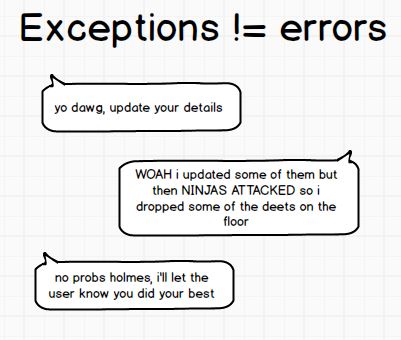 Exceptions != errors
yo dawg, update your details
WOAH i updated some of them but
then NINJAS ATTACKED so i
dropped some of the deets on the
floor
no probs holmes, i'll let the
user know you did your best